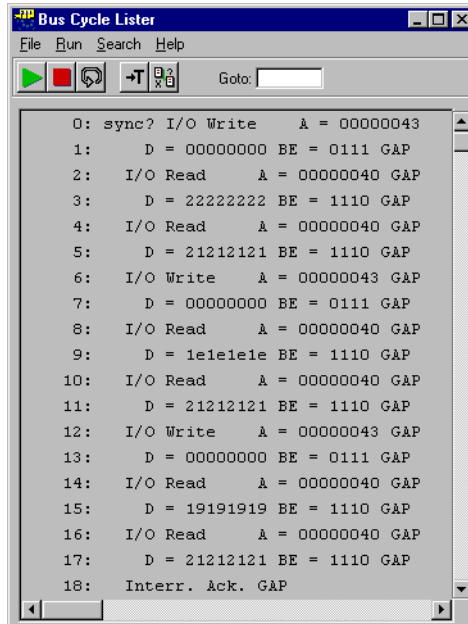 Bus Cycle Lister
File Run Search Help
→T Goto:
0: sync? I/O Write A = 00000043
1: D = 00000000 BE = 0111 GAP
2: I/O Read A = 00000040 GAP
3: D = 22222222 BE = 1110 GAP
4: I/O Read A = 00000040 GAP
5: D = 21212121 BE = 1110 GAP
6: I/O Write A = 00000043 GAP
7: D = 00000000 BE = 0111 GAP
8: I/O Read A = 00000040 GAP
9: D = 1e1e1e1e BE = 1110 GAP
10: I/O Read A = 00000040 GAP
11: D = 21212121 BE = 1110 GAP
12: I/O Write A = 00000043 GAP
13: D = 00000000 BE = 0111 GAP
14: I/O Read A = 00000040 GAP
15: D = 19191919 BE = 1110 GAP
16: I/O Read A = 00000040 GAP
17: D = 21212121 BE = 1110 GAP
18: Interr. Ack. GAP